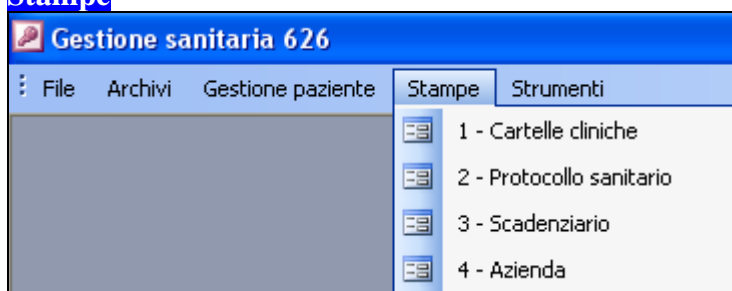 Stampe
Gestione sanitaria 626
File Archivi Gestione paziente Stampe Strumenti
1 - Cartelle cliniche
2 - Protocollo sanitario
3 - Scadenziario
4 - Azienda